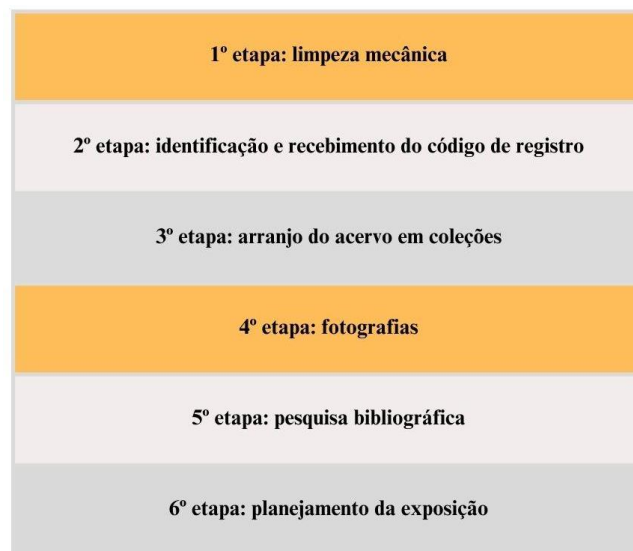 1º etapa: limpeza mecânica
2º etapa: identificação e recebimento do código de registro
3º etapa: arranjo do acervo em coleções
4º etapa: fotografias
5º etapa: pesquisa bibliográfica
6º etapa: planejamento da exposição